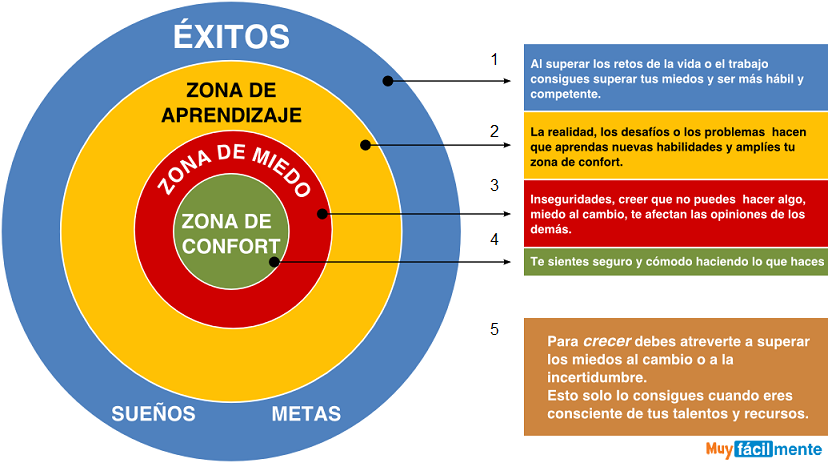 ÉXITOS
ZONA DE
APRENDIZAJE
ZONA DE MIEDO
ZONA DE
CONFORT
SUEÑOS
METAS
1
Al superar los retos de la vida o el trabajo
consigues superar tus miedos y ser más hábil y
competente.
2
La realidad, los desafíos o los problemas hacen
que aprendas nuevas habilidades y amplíes tu
zona de confort.
3
Inseguridades, creer que no puedes hacer algo,
miedo al cambio, te afectan las opiniones de los
demás.
4
Te sientes seguro y cómodo haciendo lo que haces
5
Para crecer debes atreverte a superar
los miedos al cambio o a la
incertidumbre.
Esto solo lo consigues cuando eres
consciente de tus talentos y recursos.
Muy fácilmente